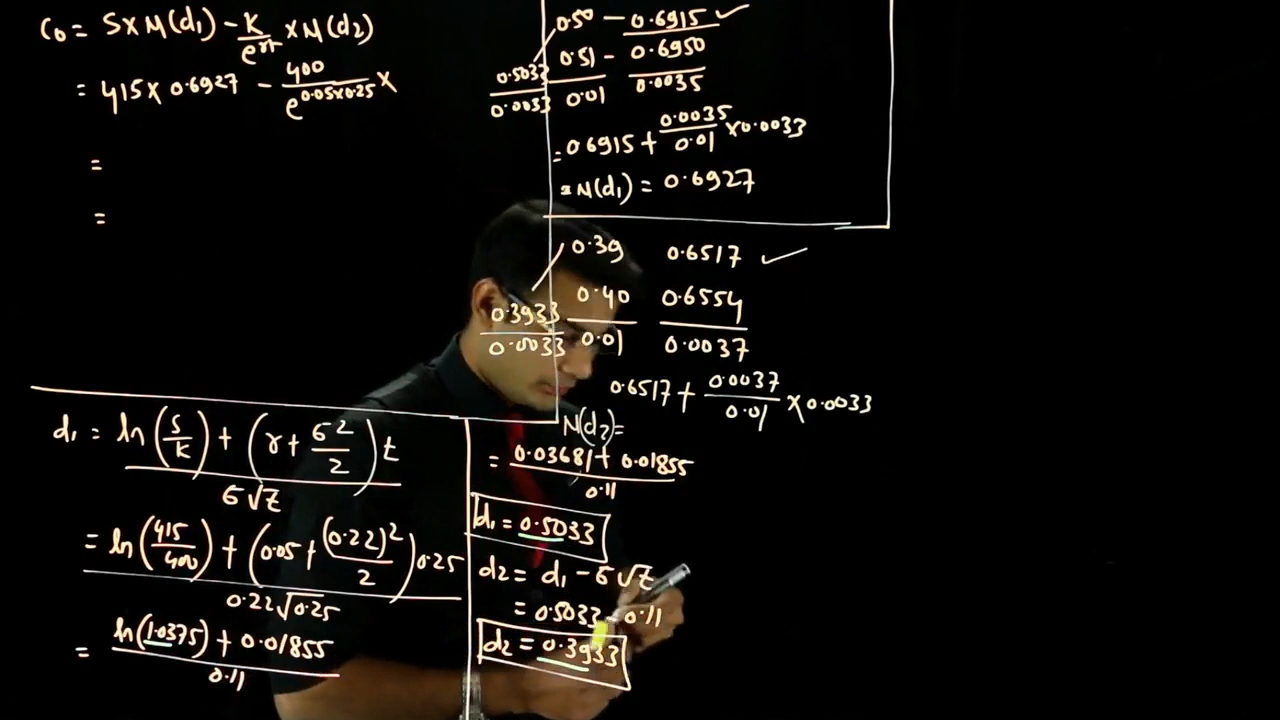 C₀ = S x N(d₁) - K/e^rt x N(d₂)
= 415 x 0.6927 - 400/e^0.05x0.25 x
=
=
0.50 - 0.6915 ✓
0.51 - 0.6950
0.5033
0.0033 0.01 0.0035
= 0.6915 + 0.0035/0.01 x 0.0033
= N(d₁) = 0.6927
0.39 0.6517 ✓
0.40 0.6554
0.3933
0.0033 0.01 0.0037
0.6517 + 0.0037/0.01 x 0.0033
N(d₂) =
d₁ = ln(S/K) + (r + σ²/2)t
σ√t
= ln(415/400) + (0.05 + (0.22)²/2)0.25
0.22√0.25
= ln(1.0375) + 0.01855
0.11
= 0.03681 + 0.01855
0.11
d₁ = 0.5033
d2 = d₁ - σ√t
= 0.5033 - 0.11
d₂ = 0.3933